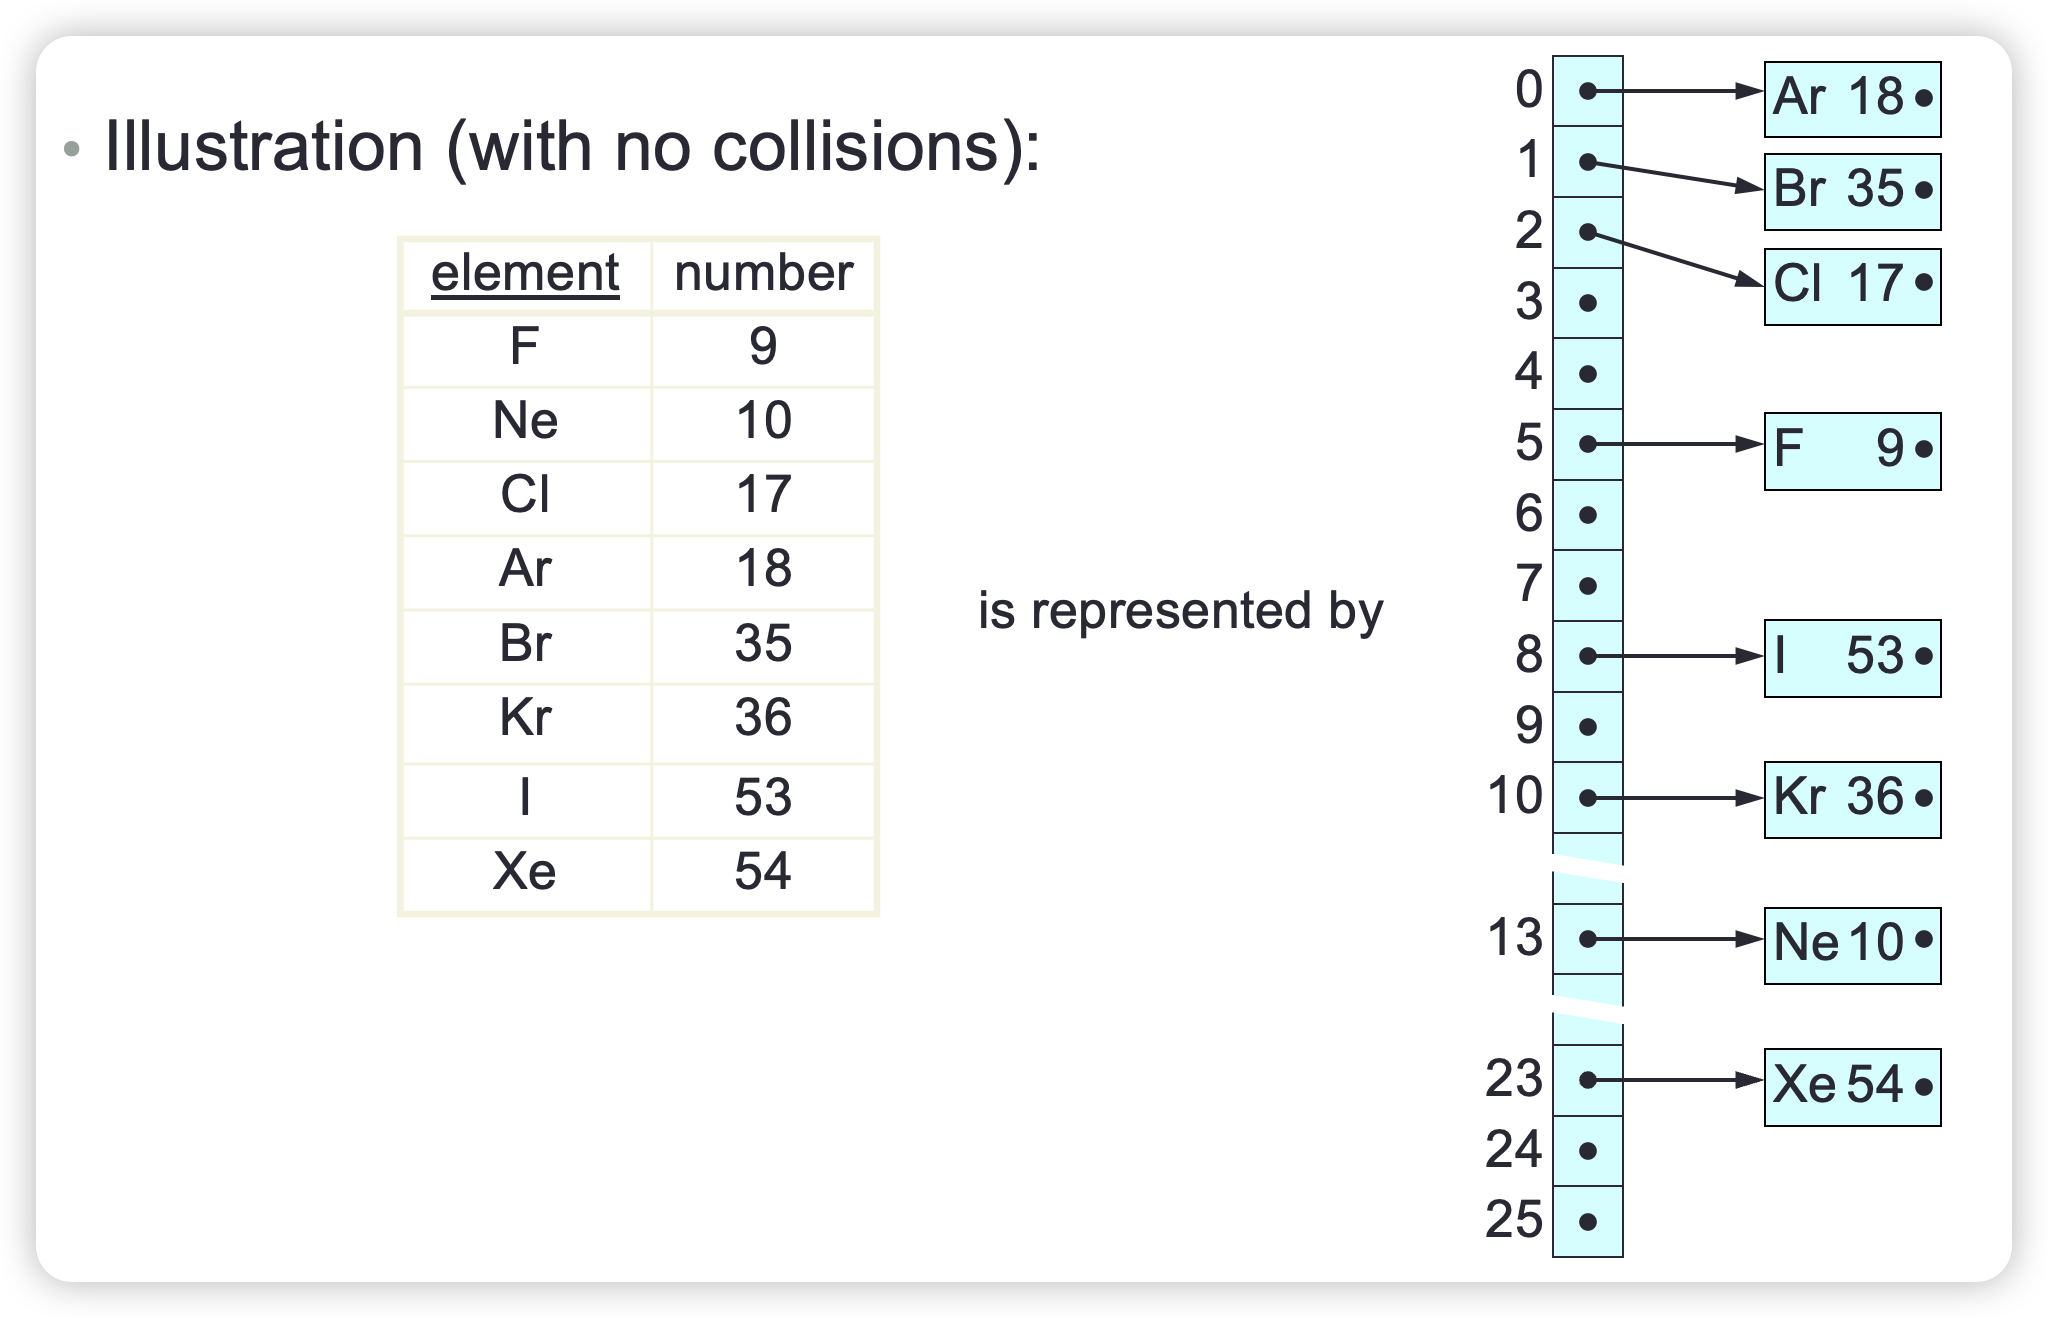 • Illustration (with no collisions):
element number
F 9
Ne 10
Cl 17
Ar 18
Br 35
Kr 36
I 53
Xe 54
is represented by
0 Ar 18
1 Br 35
2 Cl 17
3
4
5 F 9
6
7
8 I 53
9
10 Kr 36
13 Ne 10
23 Xe 54
24
25